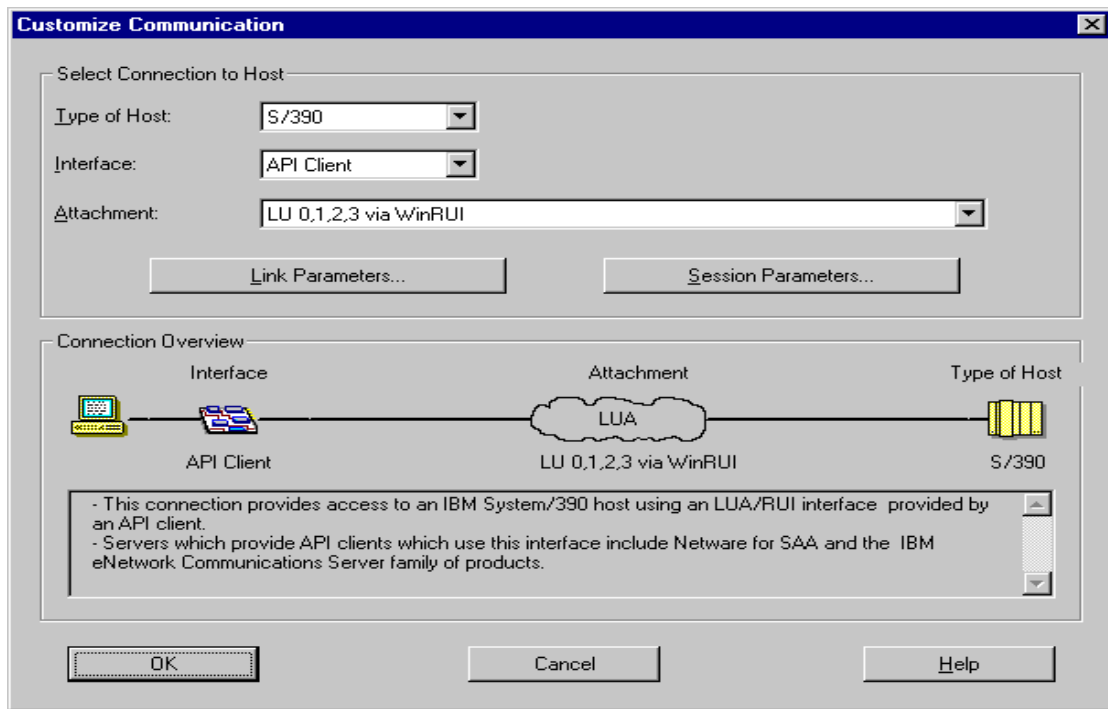 Customize Communication
Select Connection to Host
Type of Host:
S/390
Interface:
API Client
Attachment:
LU 0,1,2,3 via WinRUI
Link Parameters...
Session Parameters...
Connection Overview
Interface
Attachment
Type of Host
LUA
API Client
LU 0,1,2,3 via WinRUI
S/390
- This connection provides access to an IBM System/390 host using an LUA/RUI interface provided by
an API client.
- Servers which provide API clients which use this interface include Netware for SAA and the IBM
eNetwork Communications Server family of products.
OK
Cancel
Help